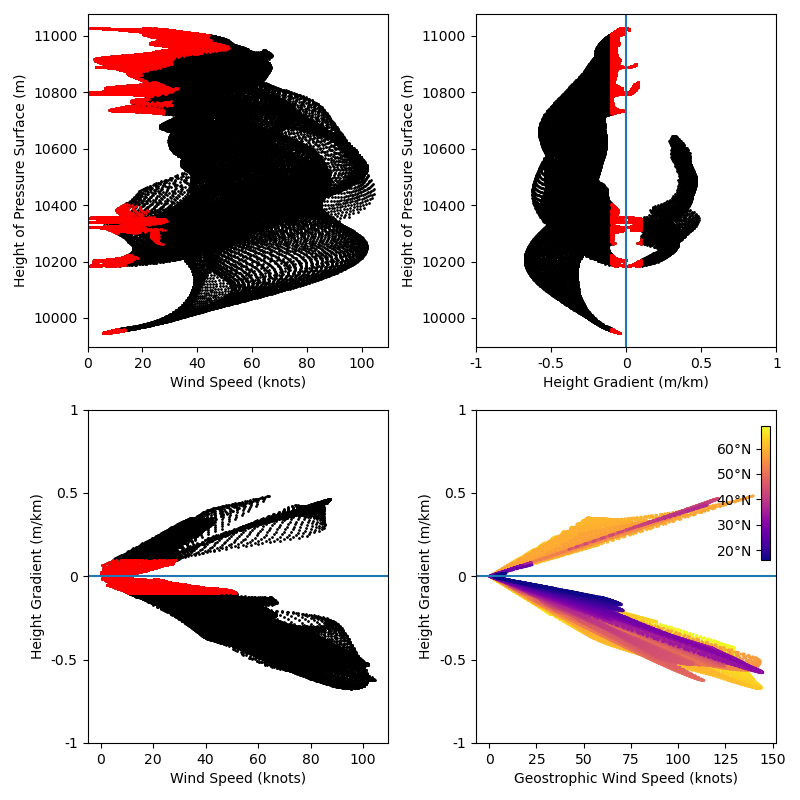 11000
10800
10600
10400
10200
10000
Height of Pressure Surface (m)
0 20 40 60 80 100
Wind Speed (knots)
11000
10800
10600
10400
10200
10000
Height of Pressure Surface (m)
-1 -0.5 0 0.5 1
Height Gradient (m/km)
1
0.5
0
-0.5
-1
Height Gradient (m/km)
0 20 40 60 80 100
Wind Speed (knots)
1
0.5
0
-0.5
-1
Height Gradient (m/km)
60°N
50°N
40°N
30°N
20°N
0 25 50 75 100 125 150
Geostrophic Wind Speed (knots)